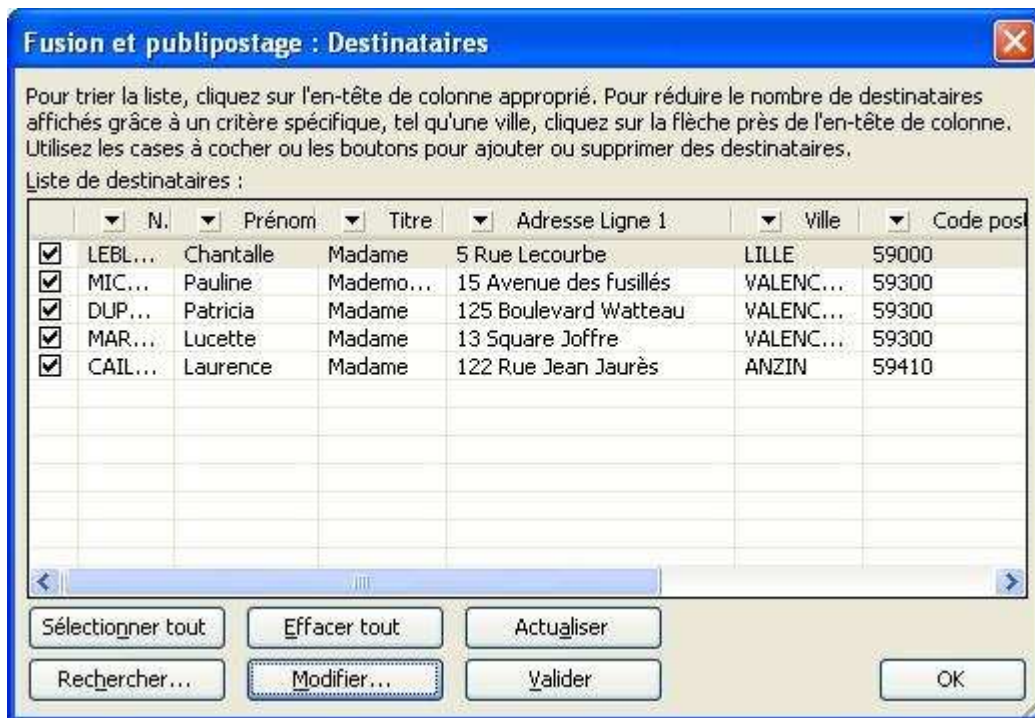 Fusion et publipostage : Destinataires
Pour trier la liste, cliquez sur l'en-tête de colonne approprié. Pour réduire le nombre de destinataires
affichés grâce à un critère spécifique, tel qu'une ville, cliquez sur la flèche près de l'en-tête de colonne.
Utilisez les cases à cocher ou les boutons pour ajouter ou supprimer des destinataires.
Liste de destinataires :
N. Prénom Titre Adresse Ligne 1 Ville Code post
LEBL... Chantalle Madame 5 Rue Lecourbe LILLE 59000
MIC... Pauline Mademo... 15 Avenue des fusillés VALENC... 59300
DUP... Patricia Madame 125 Boulevard Watteau VALENC... 59300
MAR... Lucette Madame 13 Square Joffre VALENC... 59300
CAIL... Laurence Madame 122 Rue Jean Jaurès ANZIN 59410
Sélectionner tout Effacer tout Actualiser
Rechercher... Modifier... Valider OK